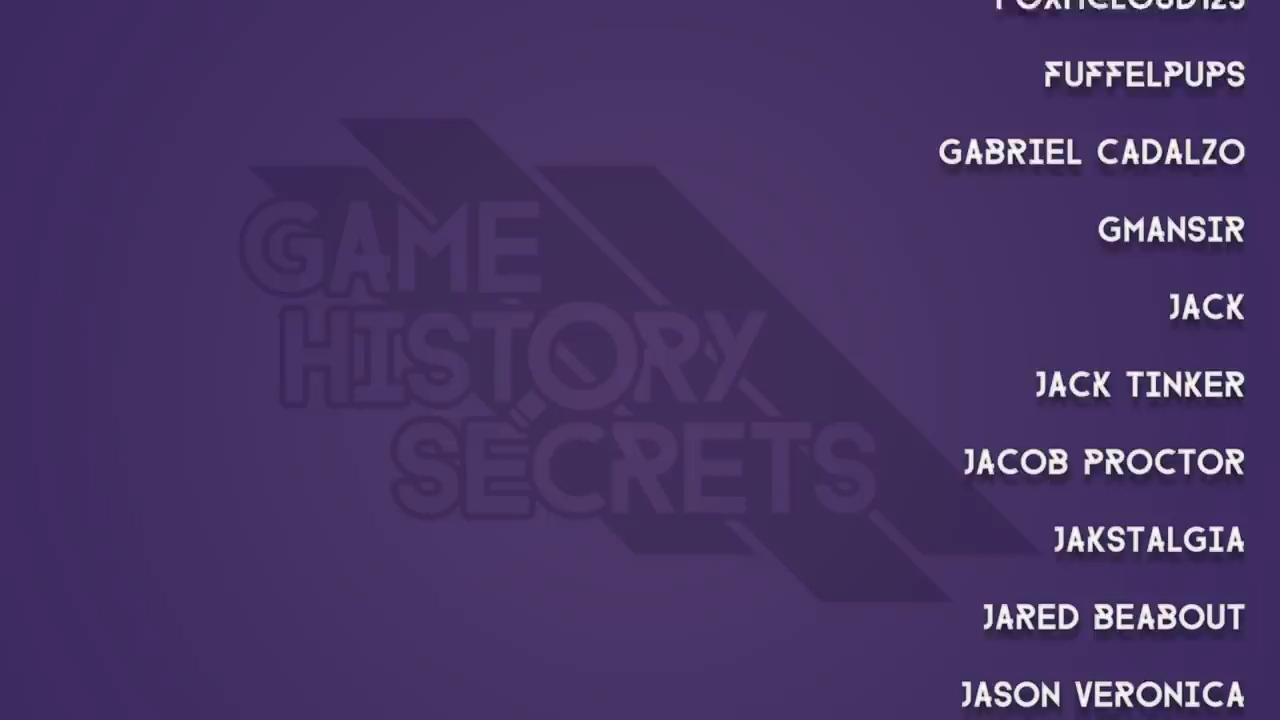 FUFFELPUPS
GABRIEL CADALZO
GMANSIR
JACK
JACK TINKER
JACOB PROCTOR
JAKSTALGIA
JARED BEABOUT
JASON VERONICA
GAME
HISTORY
SECRETS